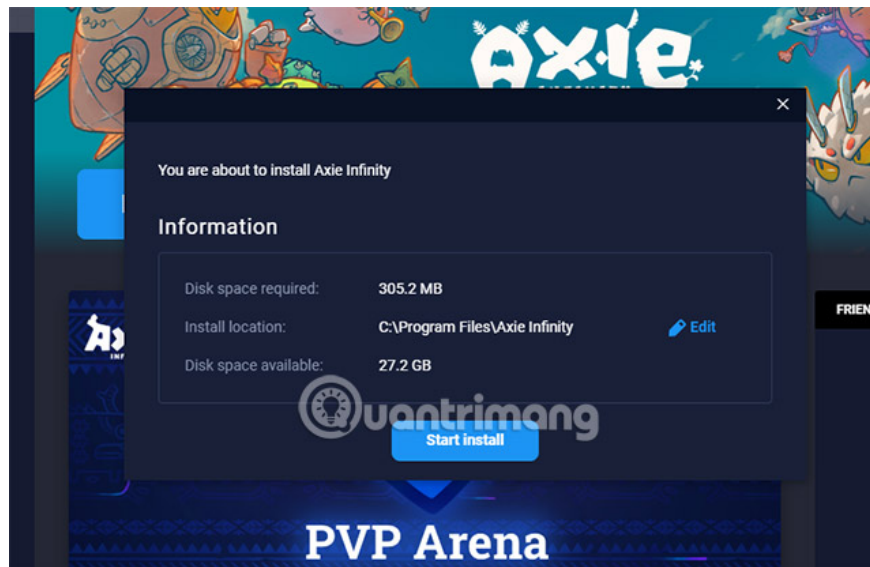 AXIE
You are about to install Axie Infinity
Information
Disk space required: 305.2 MB
Install location: C:\Program Files\Axie Infinity Edit
Disk space available: 27.2 GB
Quantrimang
Start install
PVP Arena